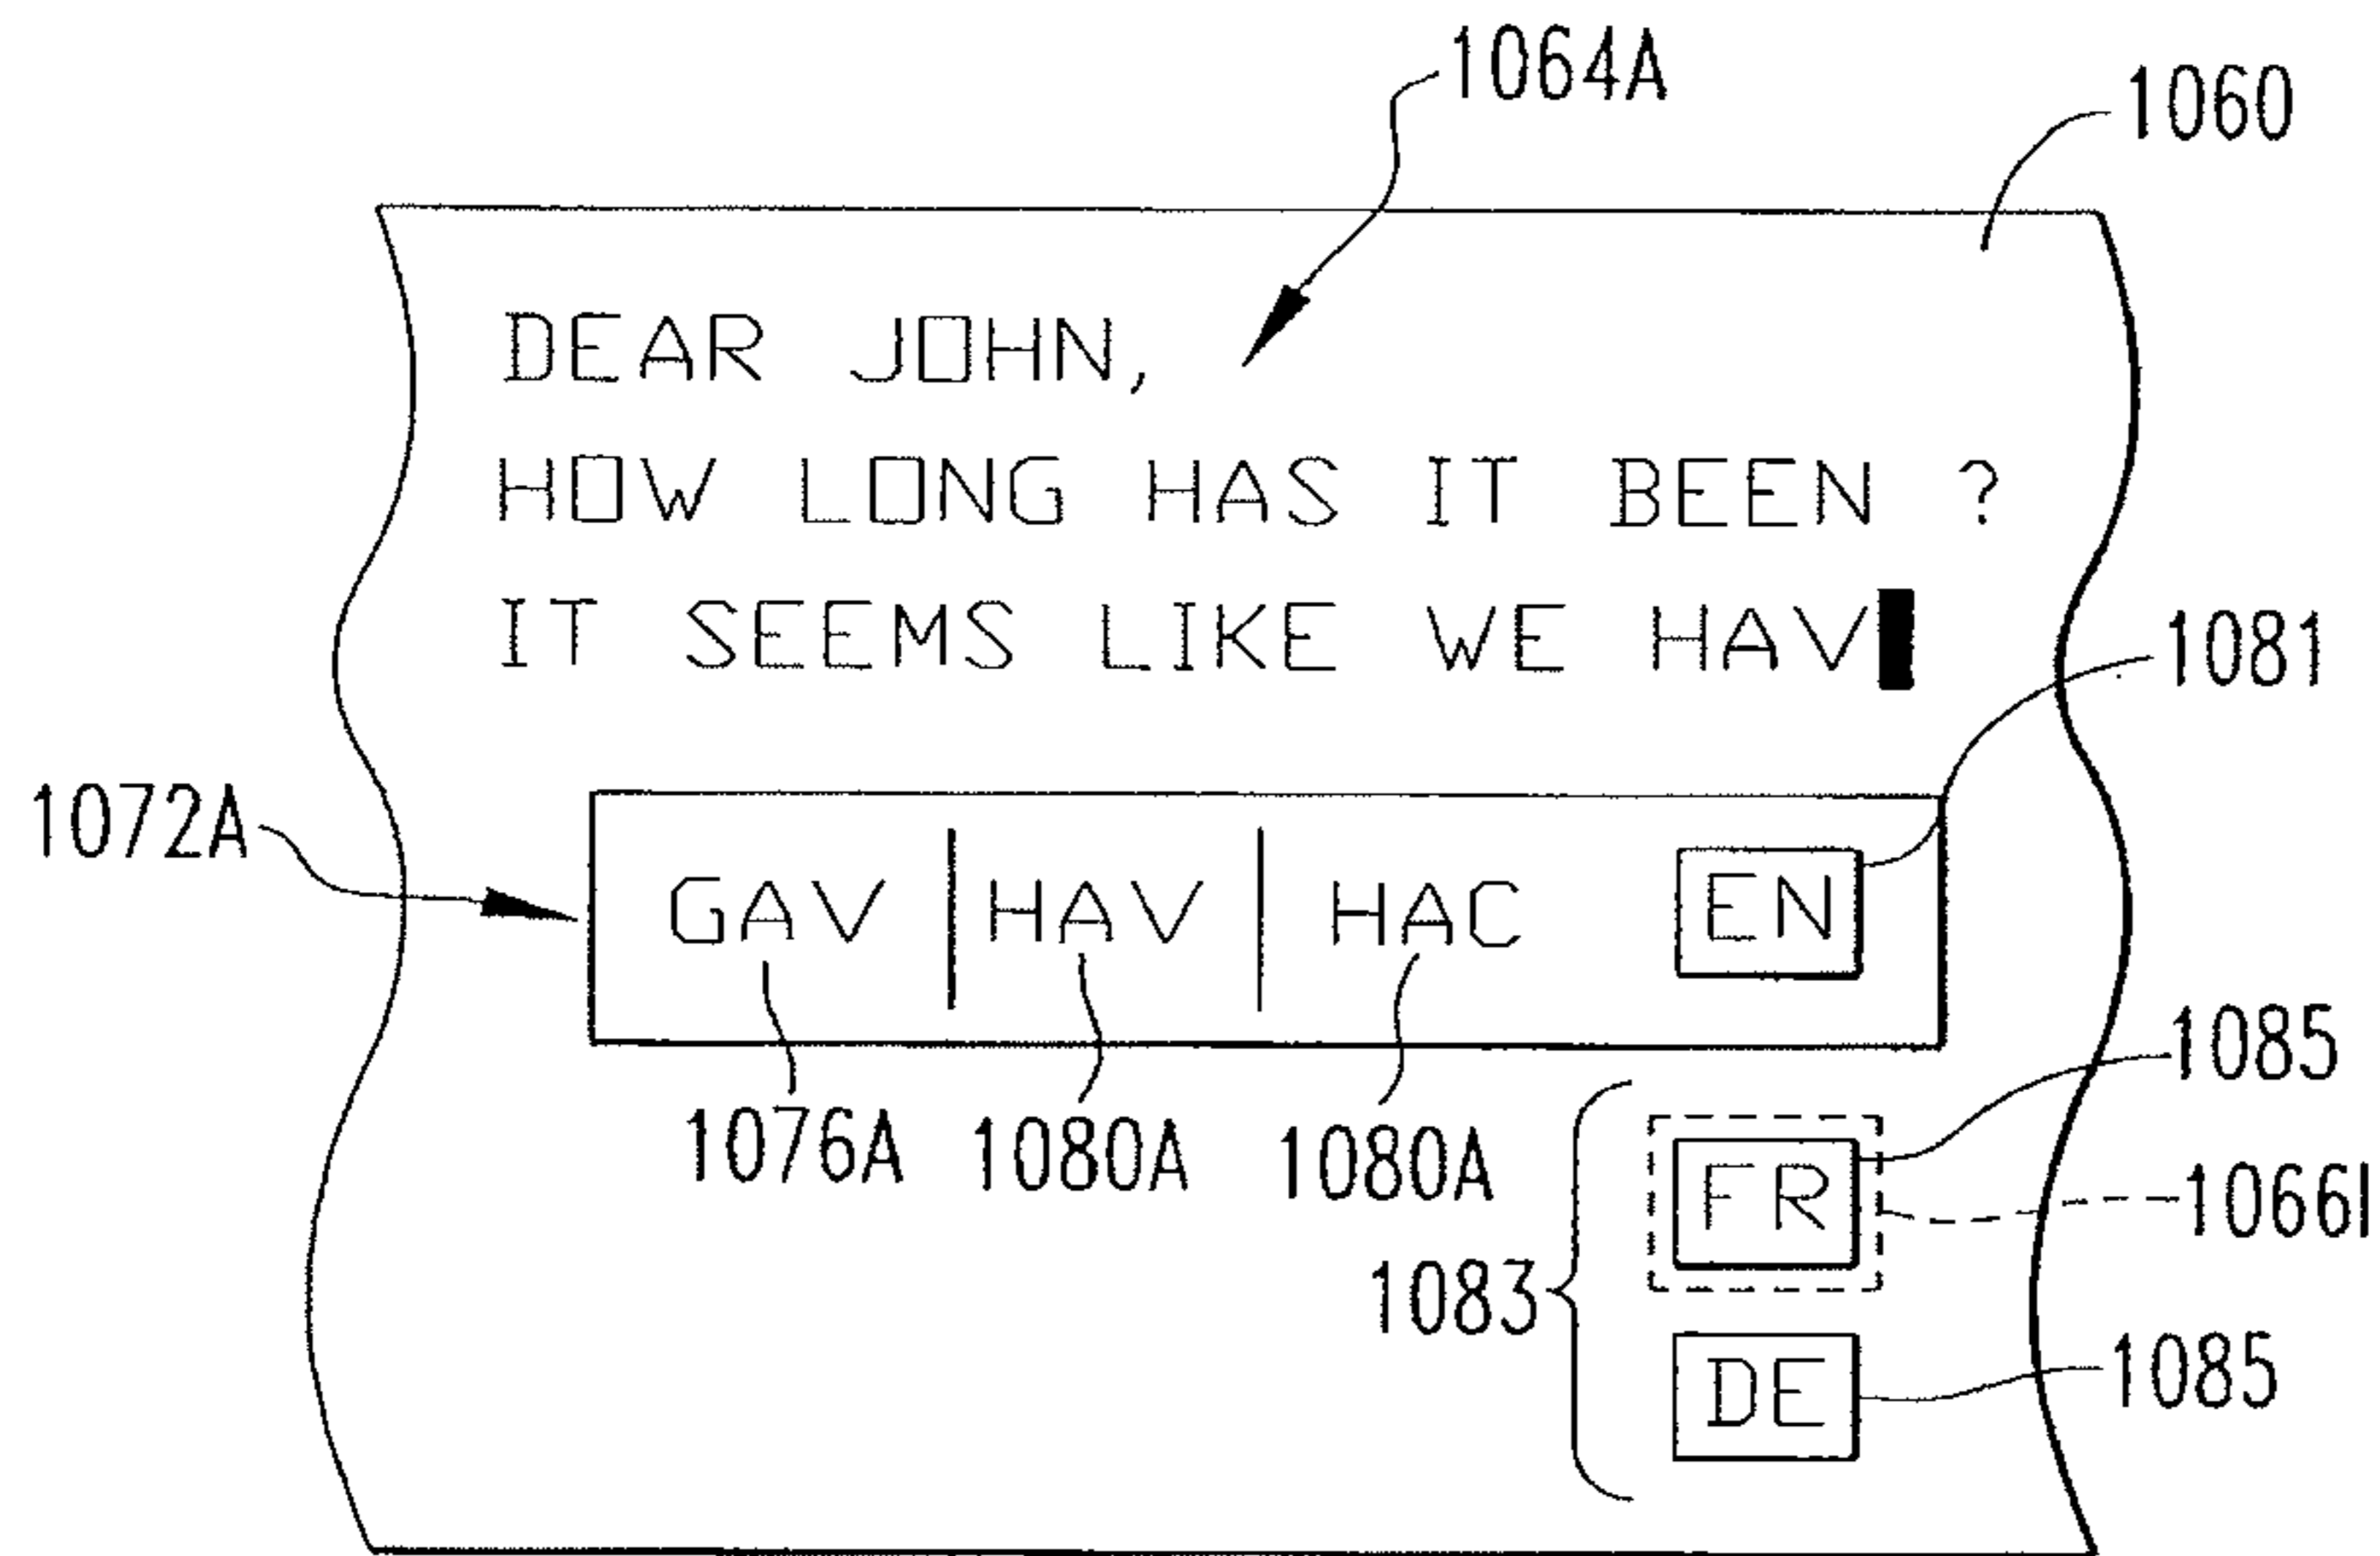 1064A
1060
DEAR JOHN,
HOW LONG HAS IT BEEN ?
IT SEEMS LIKE WE HAV
1081
1072A
GAV HAV HAC EN
1076A 1080A 1080A
1085
FR
1066I
1083
DE
1085